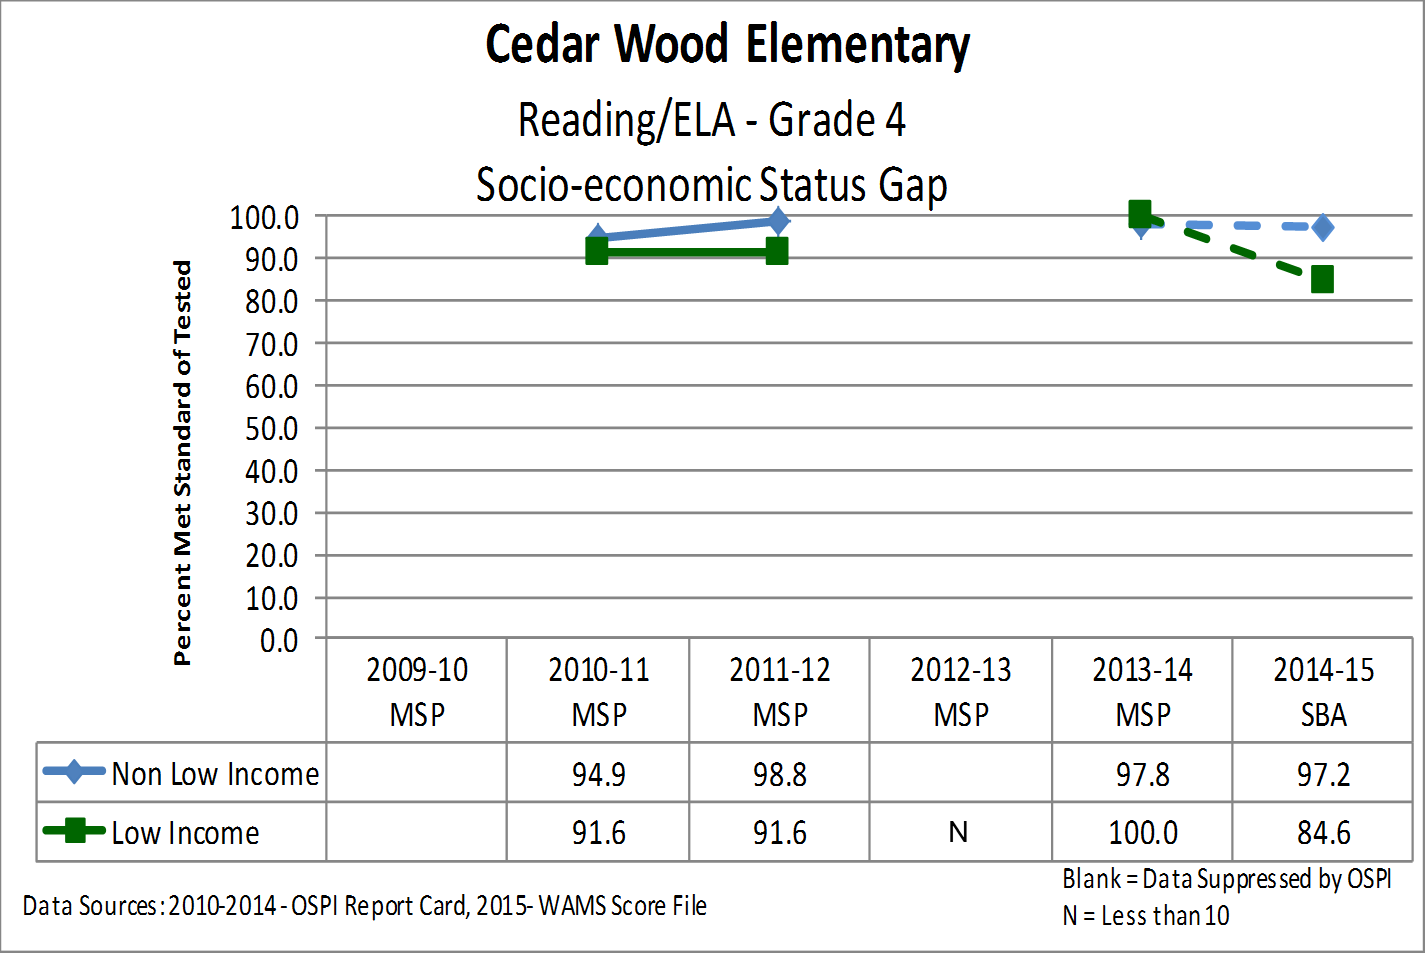 Cedar Wood Elementary
Reading/ELA - Grade 4
Socio-economic Status Gap
Percent Met Standard of Tested
100.0
90.0
80.0
70.0
60.0
50.0
40.0
30.0
20.0
10.0
0.0
2009-10 2010-11 2011-12 2012-13 2013-14 2014-15
MSP MSP MSP MSP MSP SBA
Non Low Income 94.9 98.8 97.8 97.2
Low Income 91.6 91.6 N 100.0 84.6
Blank = Data Suppressed by OSPI
Data Sources: 2010-2014 - OSPI Report Card, 2015- WAMS Score File
N = Less than 10